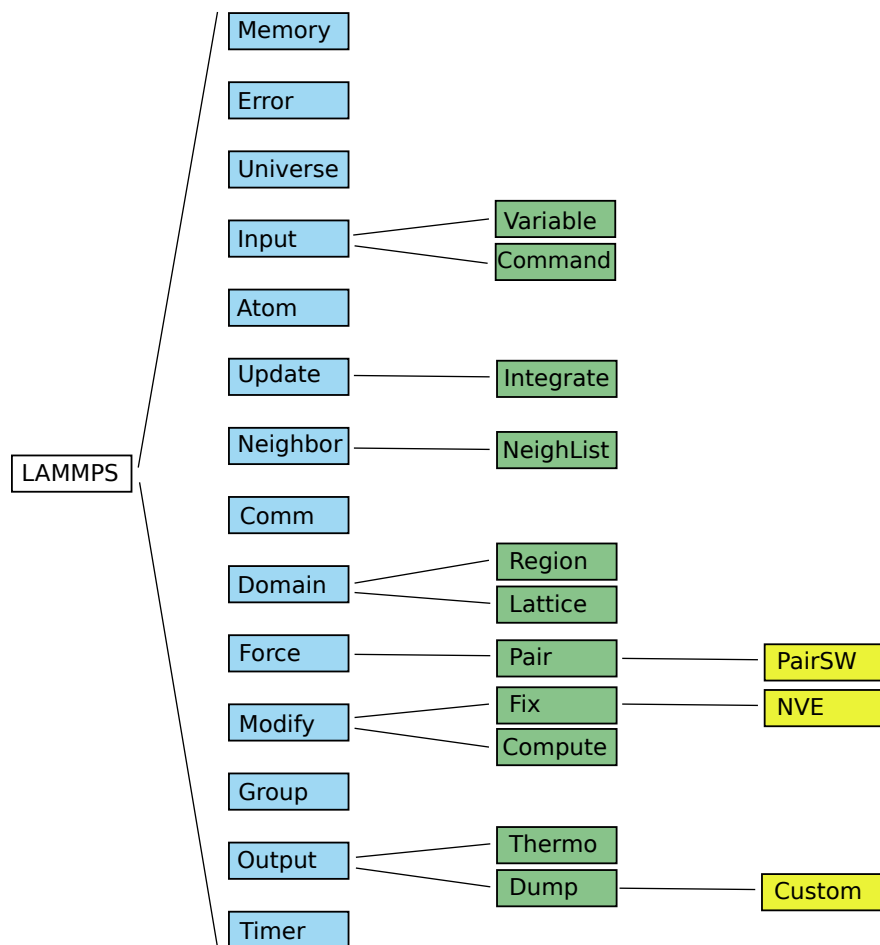 Memory
Error
Universe
Input
Variable
Command
Atom
Update
Integrate
Neighbor
NeighList
LAMMPS
Comm
Domain
Region
Lattice
Force
Pair
PairSW
Modify
Fix
NVE
Compute
Group
Output
Thermo
Dump
Custom
Timer